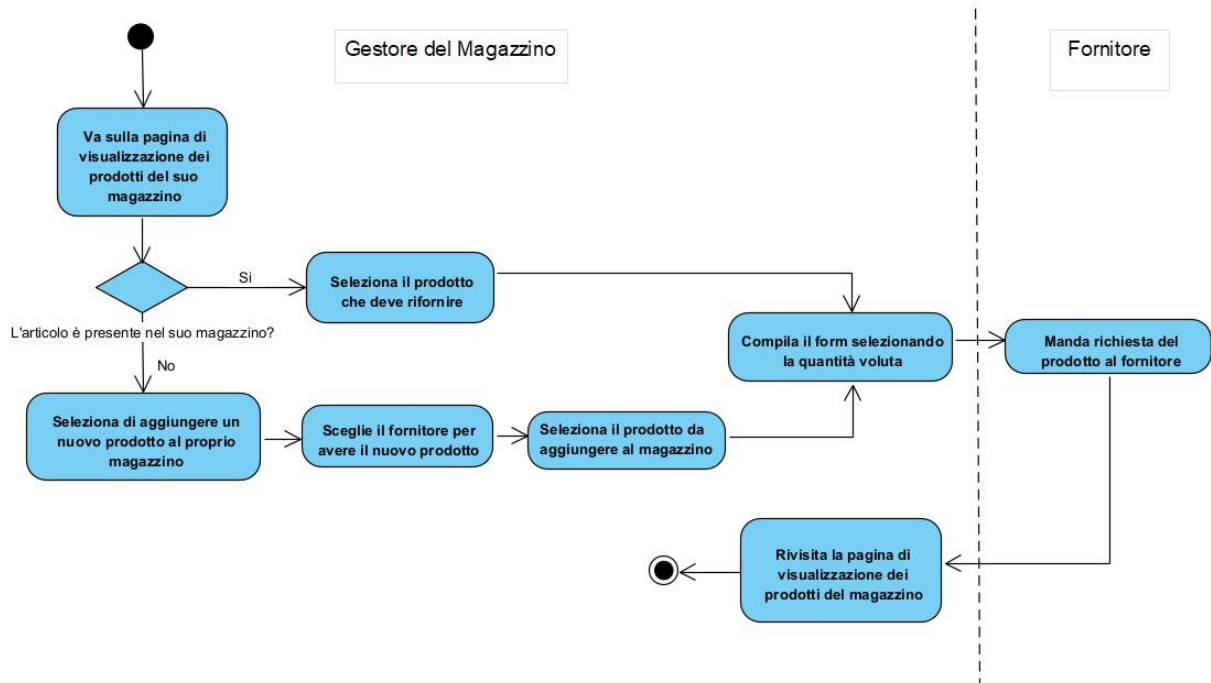 Gestore del Magazzino
Fornitore
Va sulla pagina di
visualizzazione dei
prodotti del suo
magazzino
Si
Seleziona il prodotto
che deve rifornire
L'articolo è presente nel suo magazzino?
Compila il form selezionando
la quantità voluta
Manda richiesta del
prodotto al fornitore
No
Seleziona di aggiungere un
nuovo prodotto al proprio
magazzino
Sceglie il fornitore per
avere il nuovo prodotto
Seleziona il prodotto da
aggiungere al magazzino
Rivisita la pagina di
visualizzazione dei
prodotti del magazzino